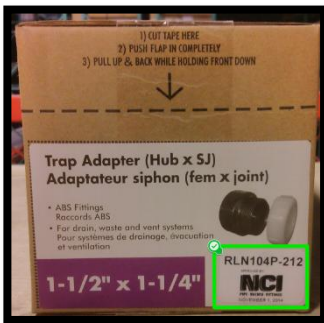 1) CUT TAPE HERE
2) PUSH FLAP IN COMPLETELY
3) PULL UP & BACK WHILE HOLDING FRONT DOWN
Trap Adapter (Hub x SJ)
Adaptateur siphon (fem x joint)
• ABS Fittings
Raccords ABS
• For drain, waste and vent systems
Pour systèmes de drainage, évacuation
et ventilation
1-1/2" x 1-1/4"
RLN104P-212
NCI